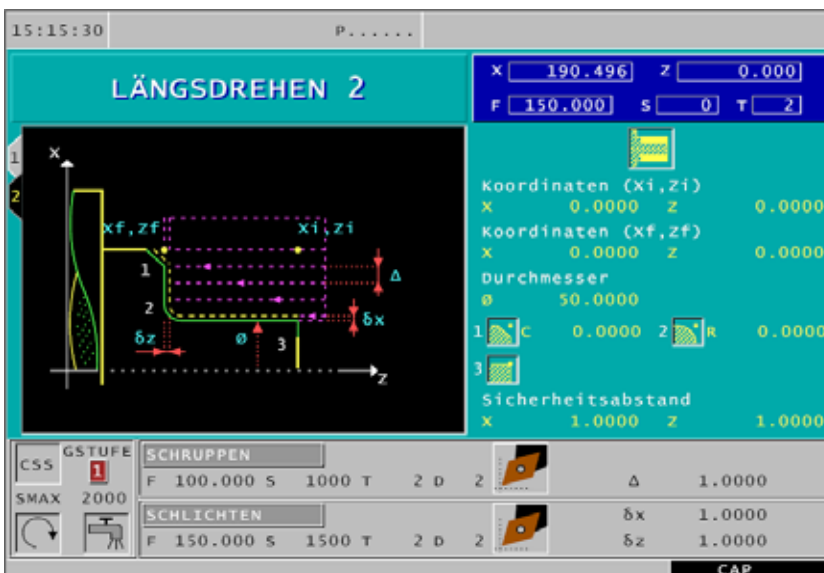 15:15:30 P......
LÄNGSDREHEN 2
X 190.496 Z 0.000
F 150.000 S 0 T 2
1
2
X
Xf,Zf Xi,Zi
1
Δ
2
δx
δz Ø 3
Z
Koordinaten (Xi,Zi)
X 0.0000 Z 0.0000
Koordinaten (Xf,Zf)
X 0.0000 Z 0.0000
Durchmesser
Ø 50.0000
1 C 0.0000 2 R 0.0000
3
Sicherheitsabstand
X 1.0000 Z 1.0000
CSS GSTUFE
1
SMAX 2000
SCHRUPPEN
F 100.000 S 1000 T 2 D 2 Δ 1.0000
SCHLICHTEN
F 150.000 S 1500 T 2 D 2
δx 1.0000
δz 1.0000
CAP